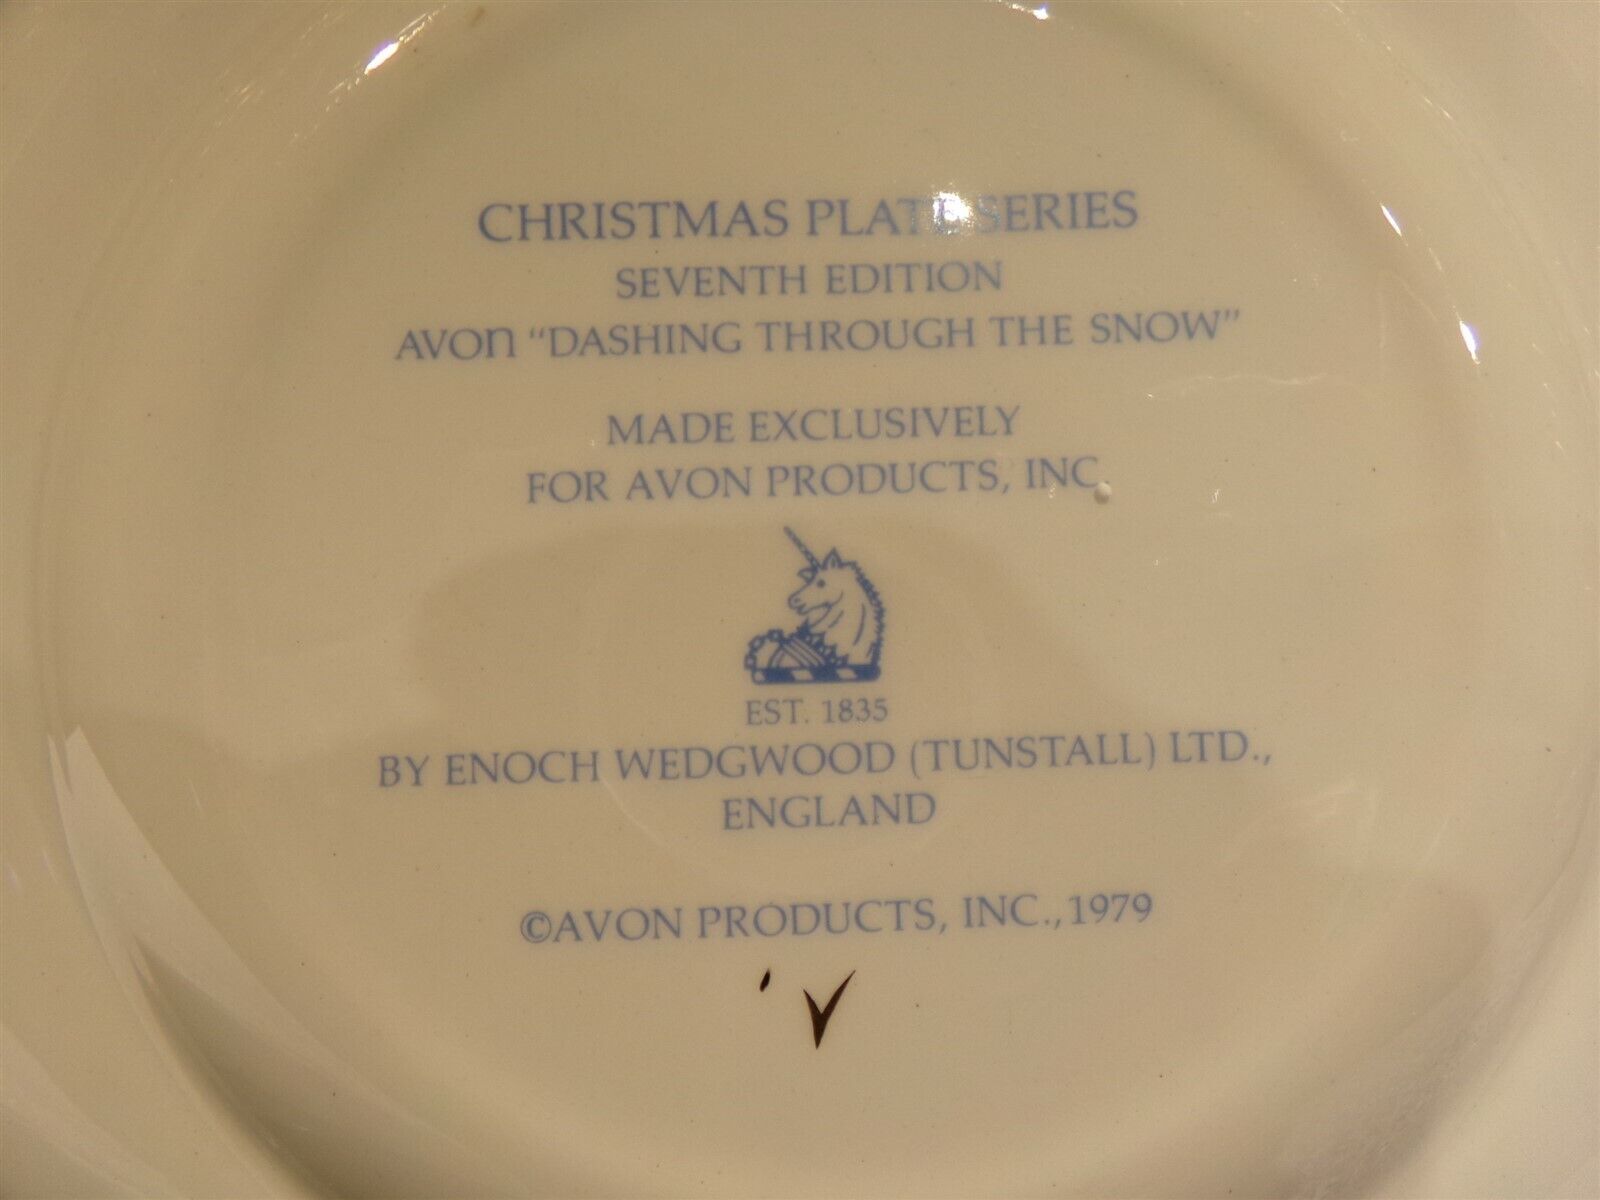 CHRISTMAS PLATE SERIES
SEVENTH EDITION
AVON "DASHING THROUGH THE SNOW"
MADE EXCLUSIVELY
FOR AVON PRODUCTS, INC.
EST. 1835
BY ENOCH WEDGWOOD (TUNSTALL) LTD.,
ENGLAND
©AVON PRODUCTS, INC., 1979